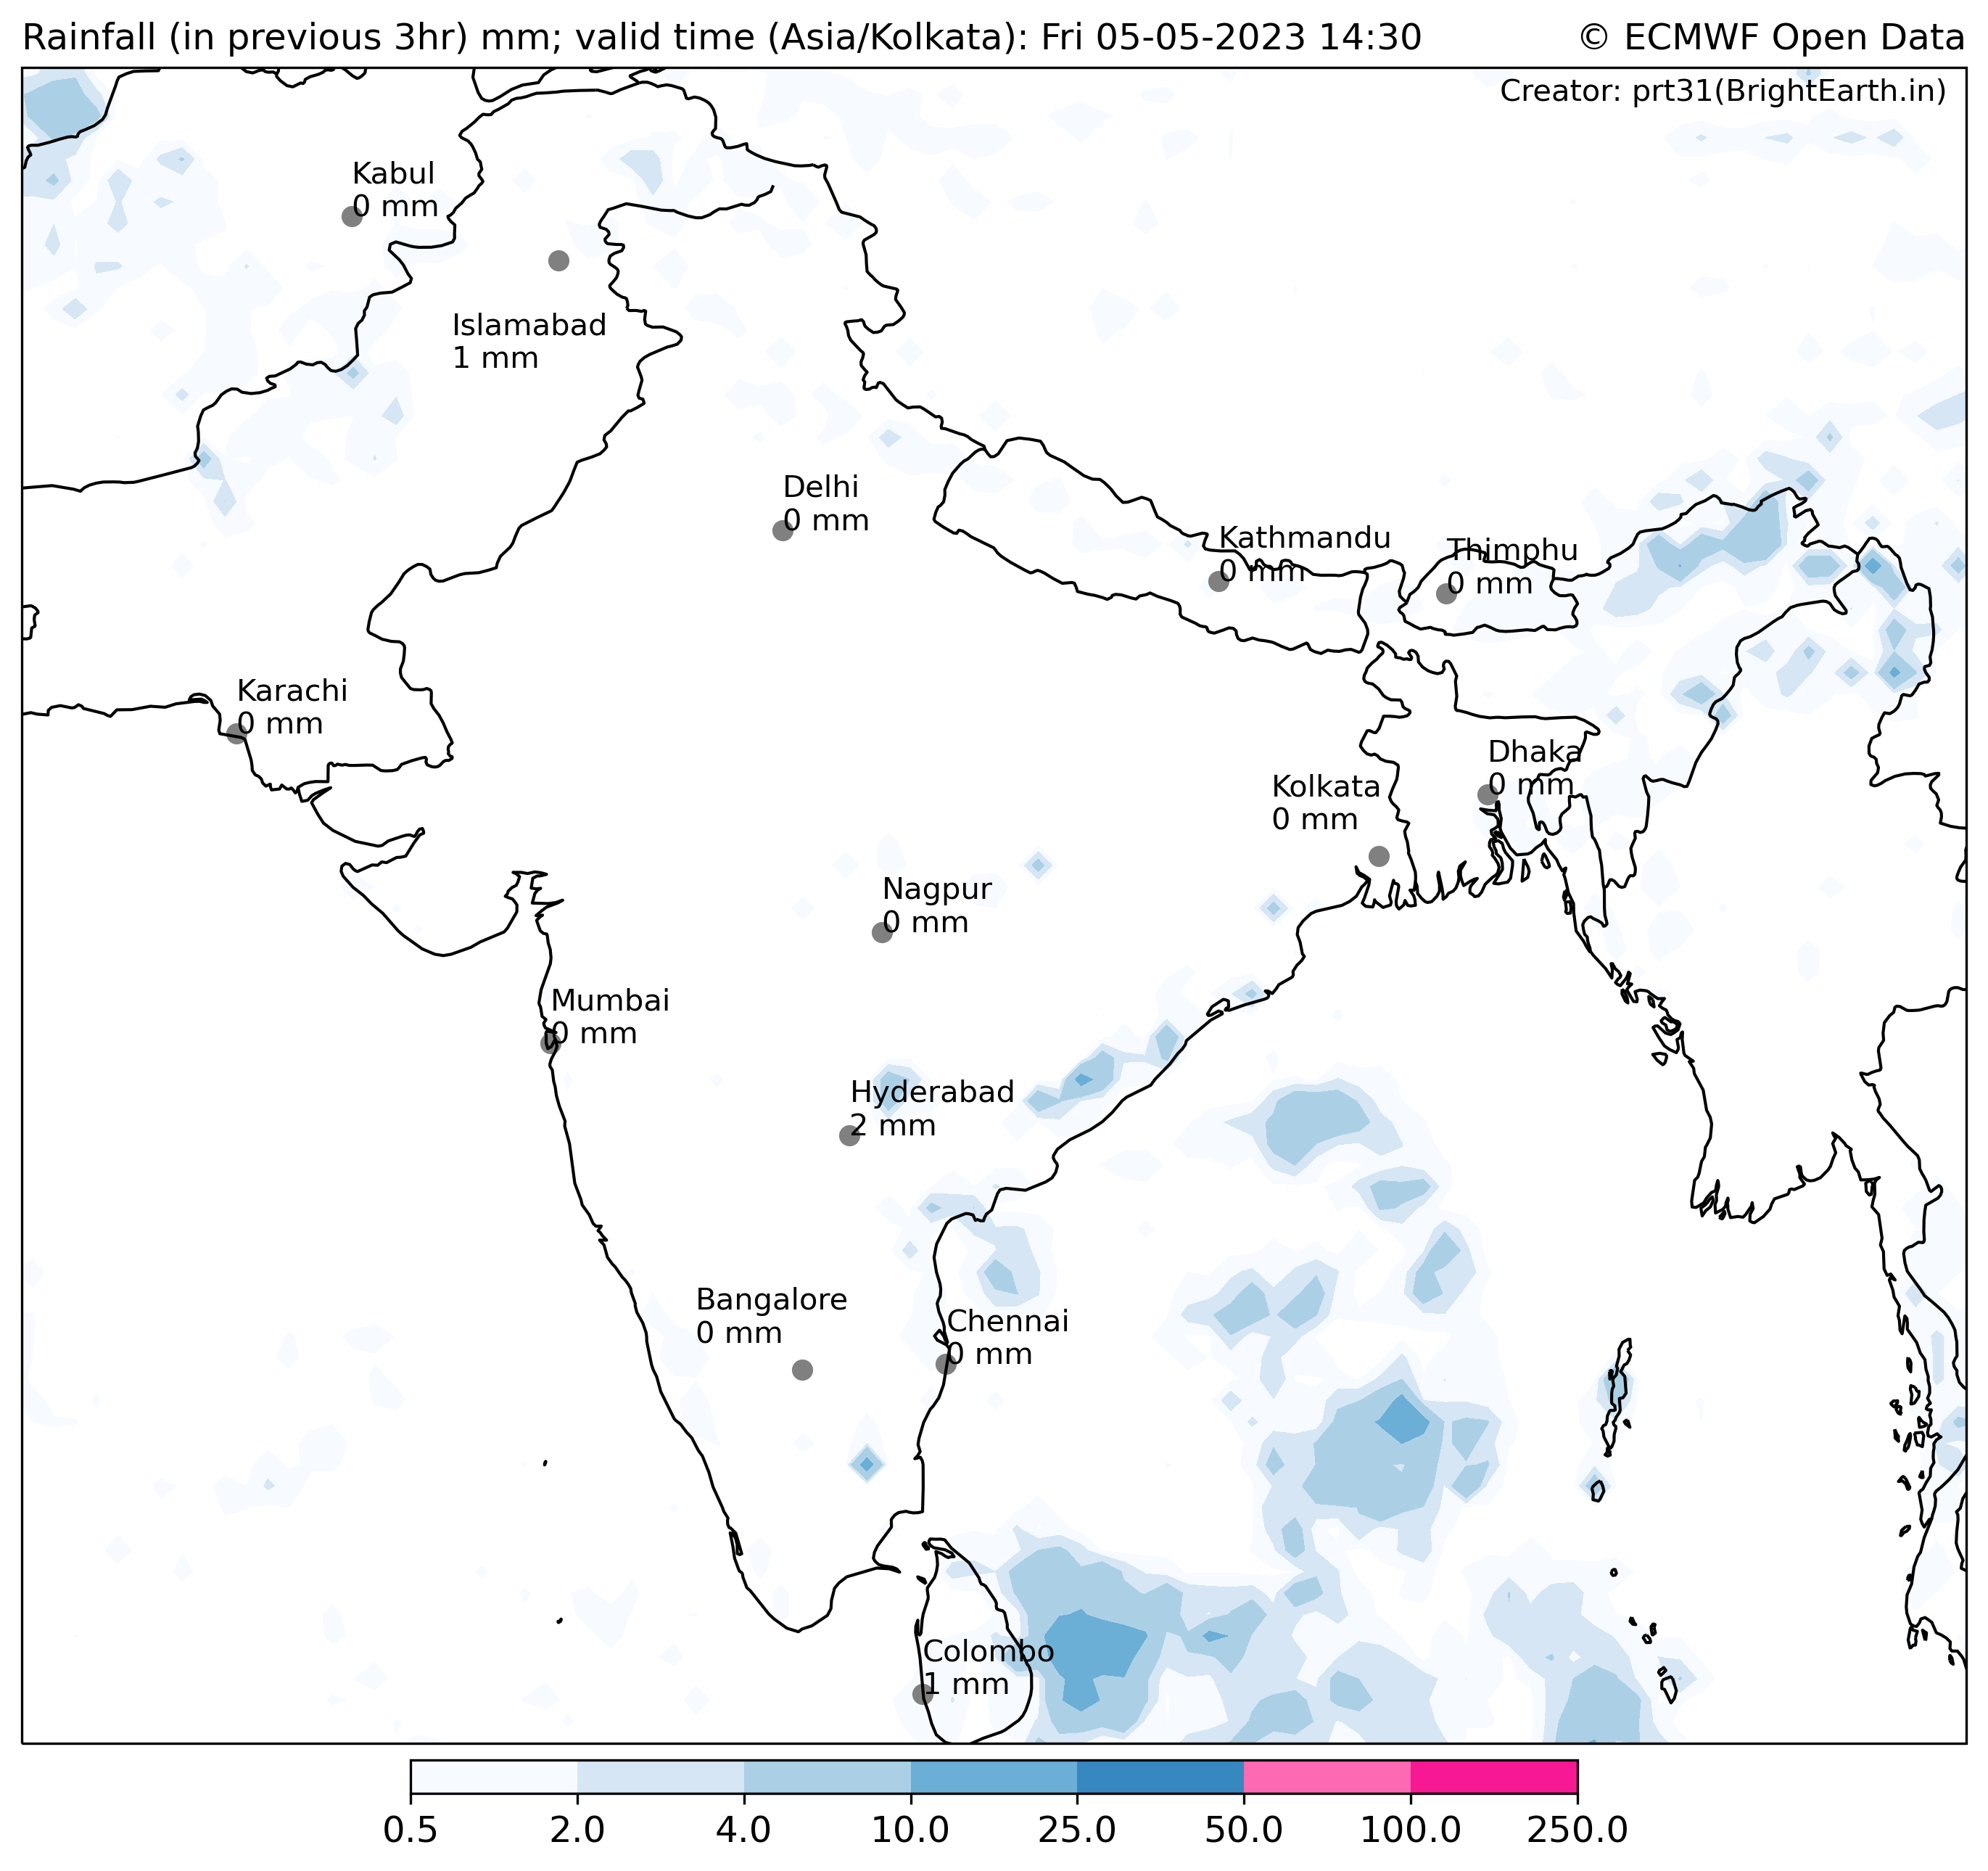 Rainfall (in previous 3hr) mm; valid time (Asia/Kolkata): Fri 05-05-2023 14:30
© ECMWF Open Data
Creator: prt31(BrightEarth.in)
Kabul
0 mm
Islamabad
1 mm
Delhi
0 mm
Kathmandu
0 mm
Thimphu
0 mm
Karachi
0 mm
Dhaka
0 mm
Kolkata
0 mm
Nagpur
0 mm
Mumbai
0 mm
Hyderabad
2 mm
Bangalore
0 mm
Chennai
0 mm
Colombo
1 mm
0.5 2.0 4.0 10.0 25.0 50.0 100.0 250.0